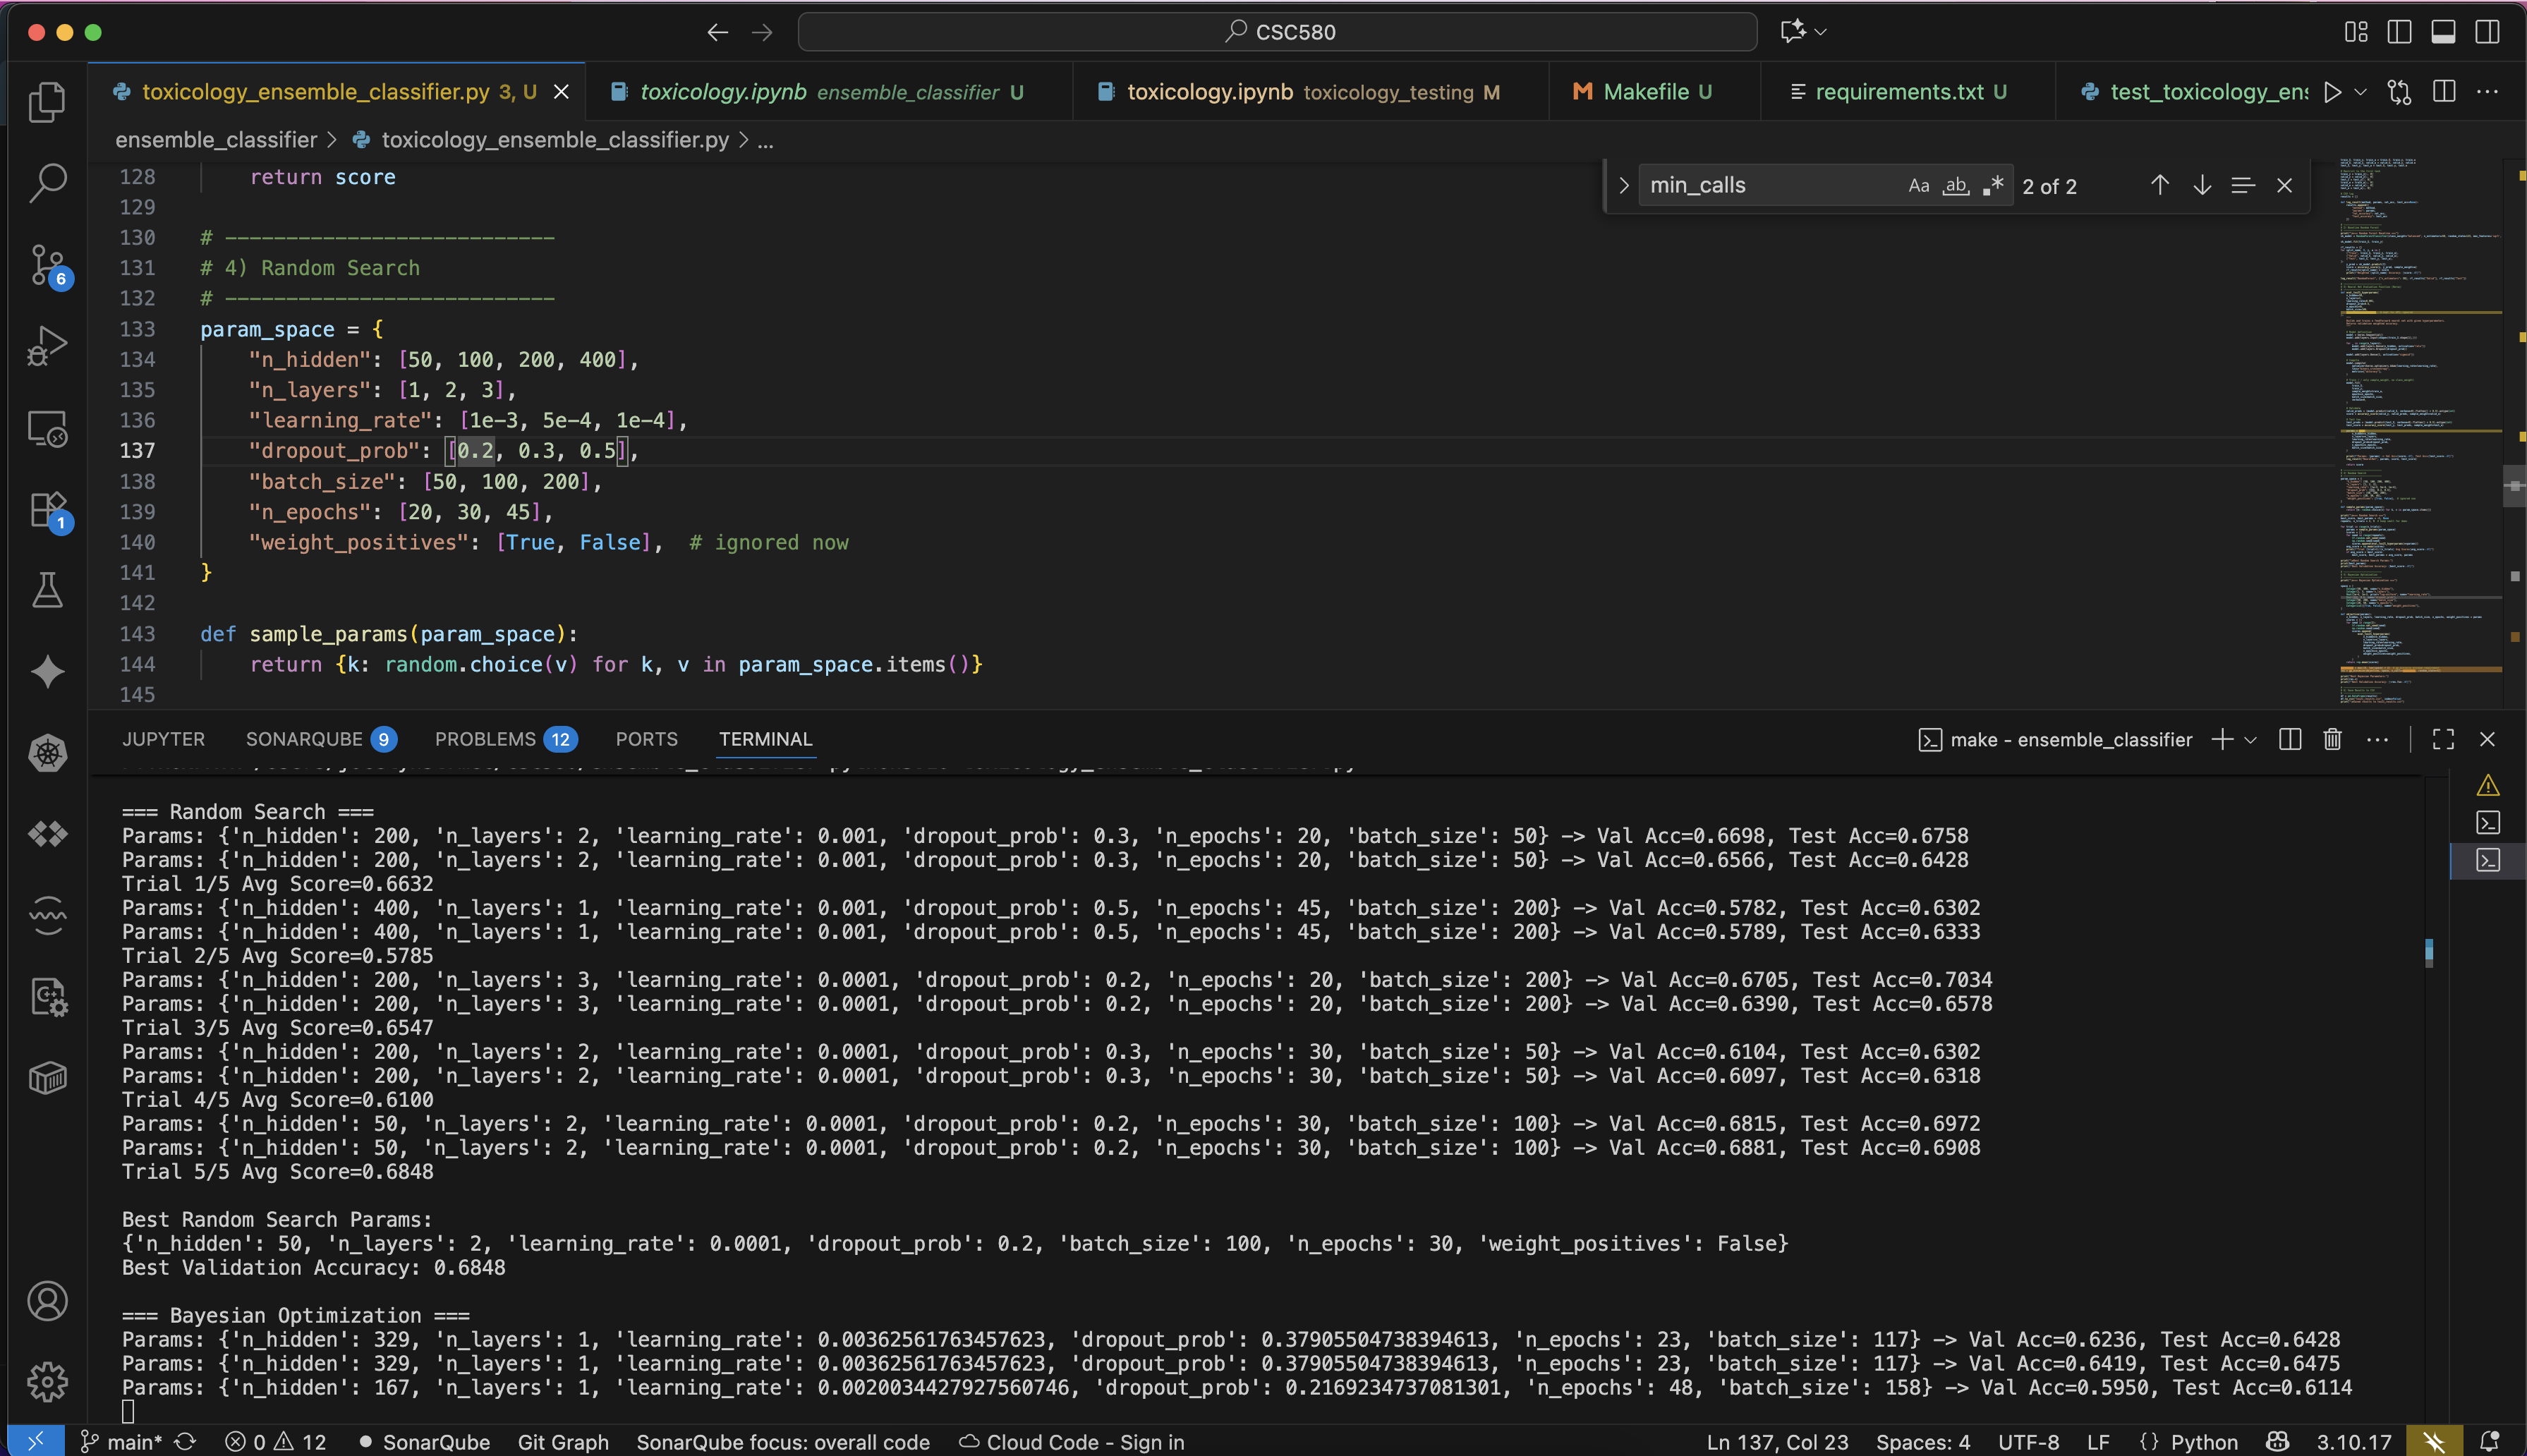 CSC580
toxicology_ensemble_classifier.py 3, U
toxicology.ipynb ensemble_classifier U
toxicology.ipynb toxicology_testing M
Makefile U
requirements.txt U
test_toxicology_ens
ensemble_classifier > toxicology_ensemble_classifier.py > ...
min_calls
Aa ab 2 of 2
128 return score
129
130 # ---------------------------
131 # 4) Random Search
132 # ---------------------------
133 param_space = {
134 "n_hidden": [50, 100, 200, 400],
135 "n_layers": [1, 2, 3],
136 "learning_rate": [1e-3, 5e-4, 1e-4],
137 "dropout_prob": [0.2, 0.3, 0.5],
138 "batch_size": [50, 100, 200],
139 "n_epochs": [20, 30, 45],
140 "weight_positives": [True, False],  # ignored now
141 }
142
143 def sample_params(param_space):
144 return {k: random.choice(v) for k, v in param_space.items()}
145
6
1
JUPYTER SONARQUBE 9 PROBLEMS 12 PORTS TERMINAL
make - ensemble_classifier
=== Random Search ===
Params: {'n_hidden': 200, 'n_layers': 2, 'learning_rate': 0.001, 'dropout_prob': 0.3, 'n_epochs': 20, 'batch_size': 50} -> Val Acc=0.6698, Test Acc=0.6758
Params: {'n_hidden': 200, 'n_layers': 2, 'learning_rate': 0.001, 'dropout_prob': 0.3, 'n_epochs': 20, 'batch_size': 50} -> Val Acc=0.6566, Test Acc=0.6428
Trial 1/5 Avg Score=0.6632
Params: {'n_hidden': 400, 'n_layers': 1, 'learning_rate': 0.001, 'dropout_prob': 0.5, 'n_epochs': 45, 'batch_size': 200} -> Val Acc=0.5782, Test Acc=0.6302
Params: {'n_hidden': 400, 'n_layers': 1, 'learning_rate': 0.001, 'dropout_prob': 0.5, 'n_epochs': 45, 'batch_size': 200} -> Val Acc=0.5789, Test Acc=0.6333
Trial 2/5 Avg Score=0.5785
Params: {'n_hidden': 200, 'n_layers': 3, 'learning_rate': 0.0001, 'dropout_prob': 0.2, 'n_epochs': 20, 'batch_size': 200} -> Val Acc=0.6705, Test Acc=0.7034
Params: {'n_hidden': 200, 'n_layers': 3, 'learning_rate': 0.0001, 'dropout_prob': 0.2, 'n_epochs': 20, 'batch_size': 200} -> Val Acc=0.6390, Test Acc=0.6578
Trial 3/5 Avg Score=0.6547
Params: {'n_hidden': 200, 'n_layers': 2, 'learning_rate': 0.0001, 'dropout_prob': 0.3, 'n_epochs': 30, 'batch_size': 50} -> Val Acc=0.6104, Test Acc=0.6302
Params: {'n_hidden': 200, 'n_layers': 2, 'learning_rate': 0.0001, 'dropout_prob': 0.3, 'n_epochs': 30, 'batch_size': 50} -> Val Acc=0.6097, Test Acc=0.6318
Trial 4/5 Avg Score=0.6100
Params: {'n_hidden': 50, 'n_layers': 2, 'learning_rate': 0.0001, 'dropout_prob': 0.2, 'n_epochs': 30, 'batch_size': 100} -> Val Acc=0.6815, Test Acc=0.6972
Params: {'n_hidden': 50, 'n_layers': 2, 'learning_rate': 0.0001, 'dropout_prob': 0.2, 'n_epochs': 30, 'batch_size': 100} -> Val Acc=0.6881, Test Acc=0.6908
Trial 5/5 Avg Score=0.6848
Best Random Search Params:
{'n_hidden': 50, 'n_layers': 2, 'learning_rate': 0.0001, 'dropout_prob': 0.2, 'batch_size': 100, 'n_epochs': 30, 'weight_positives': False}
Best Validation Accuracy: 0.6848
=== Bayesian Optimization ===
Params: {'n_hidden': 329, 'n_layers': 1, 'learning_rate': 0.00362561763457623, 'dropout_prob': 0.37905504738394613, 'n_epochs': 23, 'batch_size': 117} -> Val Acc=0.6236, Test Acc=0.6428
Params: {'n_hidden': 329, 'n_layers': 1, 'learning_rate': 0.00362561763457623, 'dropout_prob': 0.37905504738394613, 'n_epochs': 23, 'batch_size': 117} -> Val Acc=0.6419, Test Acc=0.6475
Params: {'n_hidden': 167, 'n_layers': 1, 'learning_rate': 0.0020034427927560746, 'dropout_prob': 0.2169234737081301, 'n_epochs': 48, 'batch_size': 158} -> Val Acc=0.5950, Test Acc=0.6114
main* 0 12 SonarQube Git Graph SonarQube focus: overall code Cloud Code - Sign in Ln 137, Col 23 Spaces: 4 UTF-8 LF {} Python 3.10.17